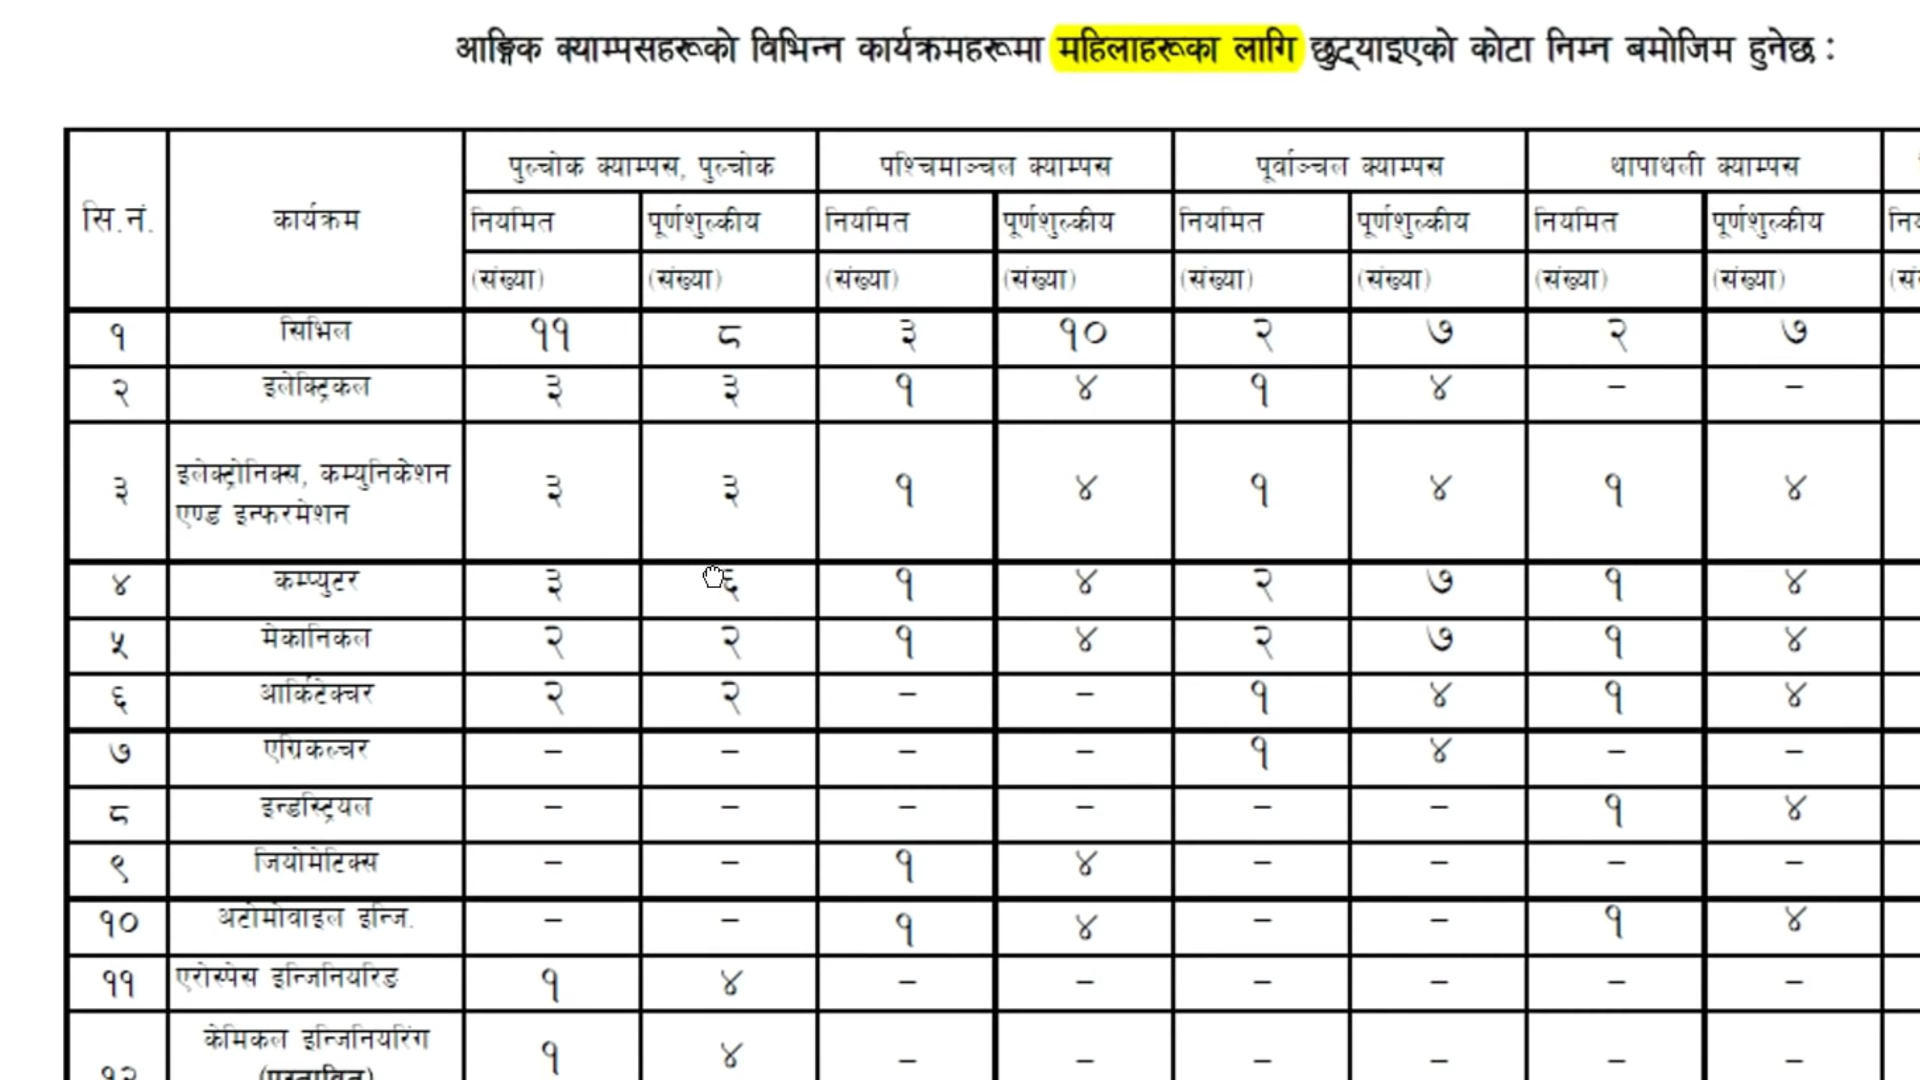 आङ्गिक क्याम्पसहरूको विभिन्न कार्यक्रमहरूमा महिलाहरूका लागि छुट्याइएको कोटा निम्न बमोजिम हुनेछ :
सि.नं. कार्यक्रम पुल्चोक क्याम्पस, पुल्चोक पश्चिमाञ्चल क्याम्पस पूर्वाञ्चल क्याम्पस थापाथली क्याम्पस
नियमित पूर्णशुल्कीय नियमित पूर्णशुल्कीय नियमित पूर्णशुल्कीय नियमित पूर्णशुल्कीय
(संख्या) (संख्या) (संख्या) (संख्या) (संख्या) (संख्या) (संख्या) (संख्या)
१ सिभिल ११ ८ ३ १० २ ७ २ ७
२ इलेक्ट्रिकल ३ ३ १ ४ १ ४ – –
३ इलेक्ट्रोनिक्स, कम्युनिकेशन एण्ड इन्फरमेशन ३ ३ १ ४ १ ४ १ ४
४ कम्प्युटर ३ ६ १ ४ २ ७ १ ४
५ मेकानिकल २ २ १ ४ २ ७ १ ४
६ आर्किटेक्चर २ २ – – १ ४ १ ४
७ एग्रिकल्चर – – – – १ ४ – –
८ इन्डस्ट्रियल – – – – – – १ ४
९ जियोमेटिक्स – – १ ४ – – – –
१० अटोमोवाइल इन्जि. – – १ ४ – – १ ४
११ एरोस्पेस इन्जिनियरिङ १ ४ – – – – – –
१२ केमिकल इन्जिनियरिंग १ ४ – – – – – –
(प्रस्तावित)